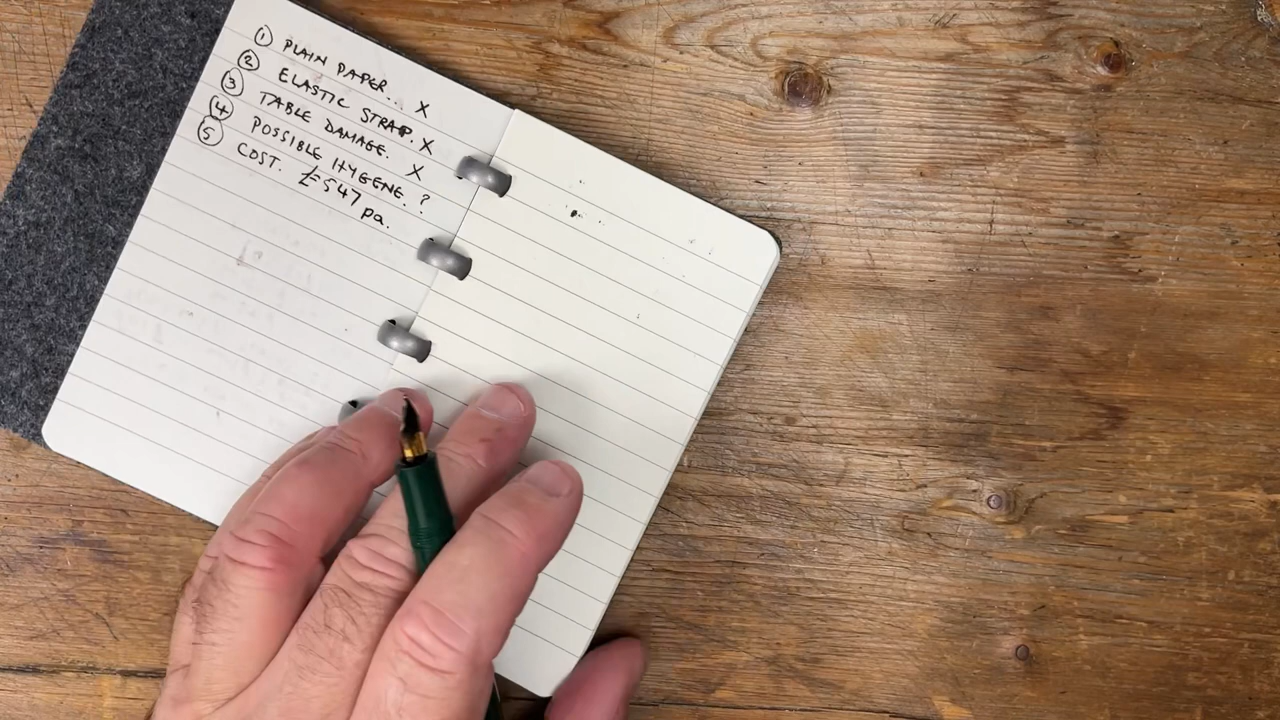 ① PLAIN PAPER.. X
② ELASTIC STRAP. X
③ TABLE DAMAGE. X
④ POSSIBLE HYGENE ?
⑤ COST. £547 pa.